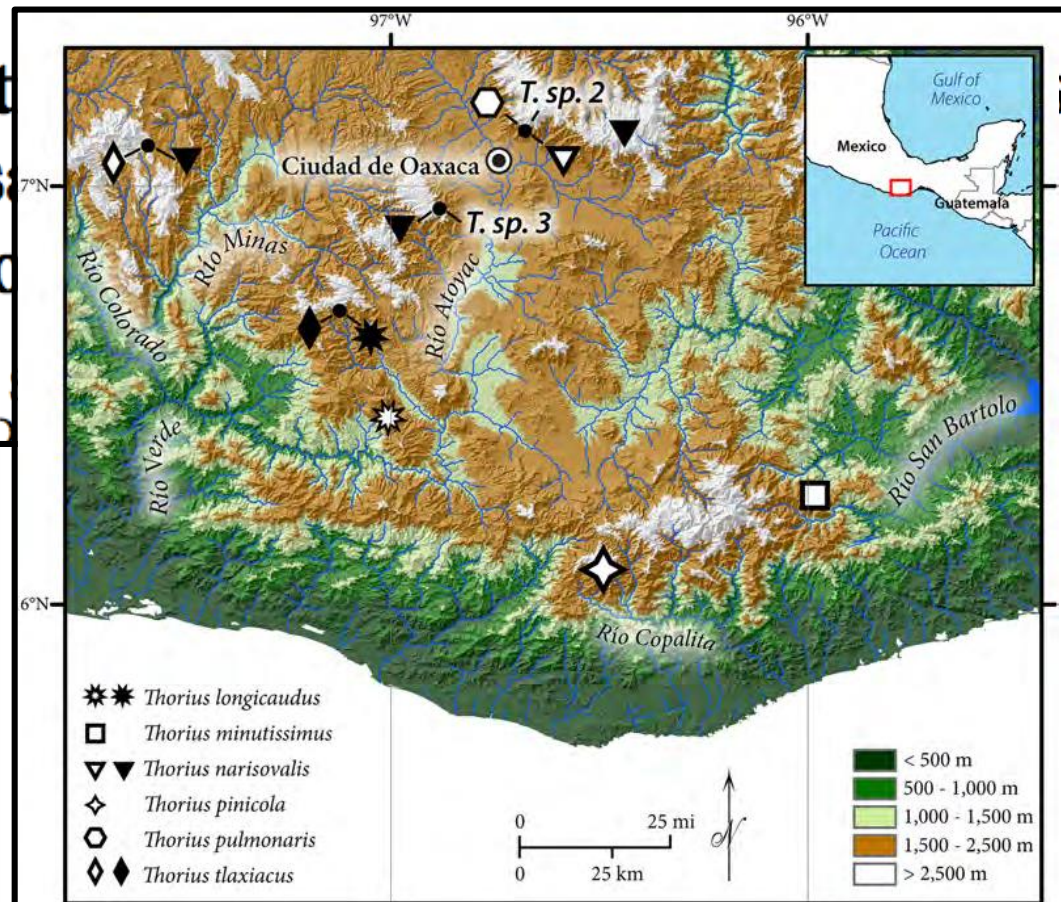 97°W
96°W
Gulf of
Mexico
Mexico
Guatemala
Pacific
Ocean
T. sp. 2
Ciudad de Oaxaca
7°N
T. sp. 3
Río Minas
Río Colorado
Río Atoyac
Río Verde
Río San Bartolo
6°N
Río Copalita
Thorius longicaudus
Thorius minutissimus
Thorius narisovalis
Thorius pinicola
Thorius pulmonaris
Thorius tlaxiacus
0 25 mi
0 25 km
N
< 500 m
500 - 1,000 m
1,000 - 1,500 m
1,500 - 2,500 m
> 2,500 m